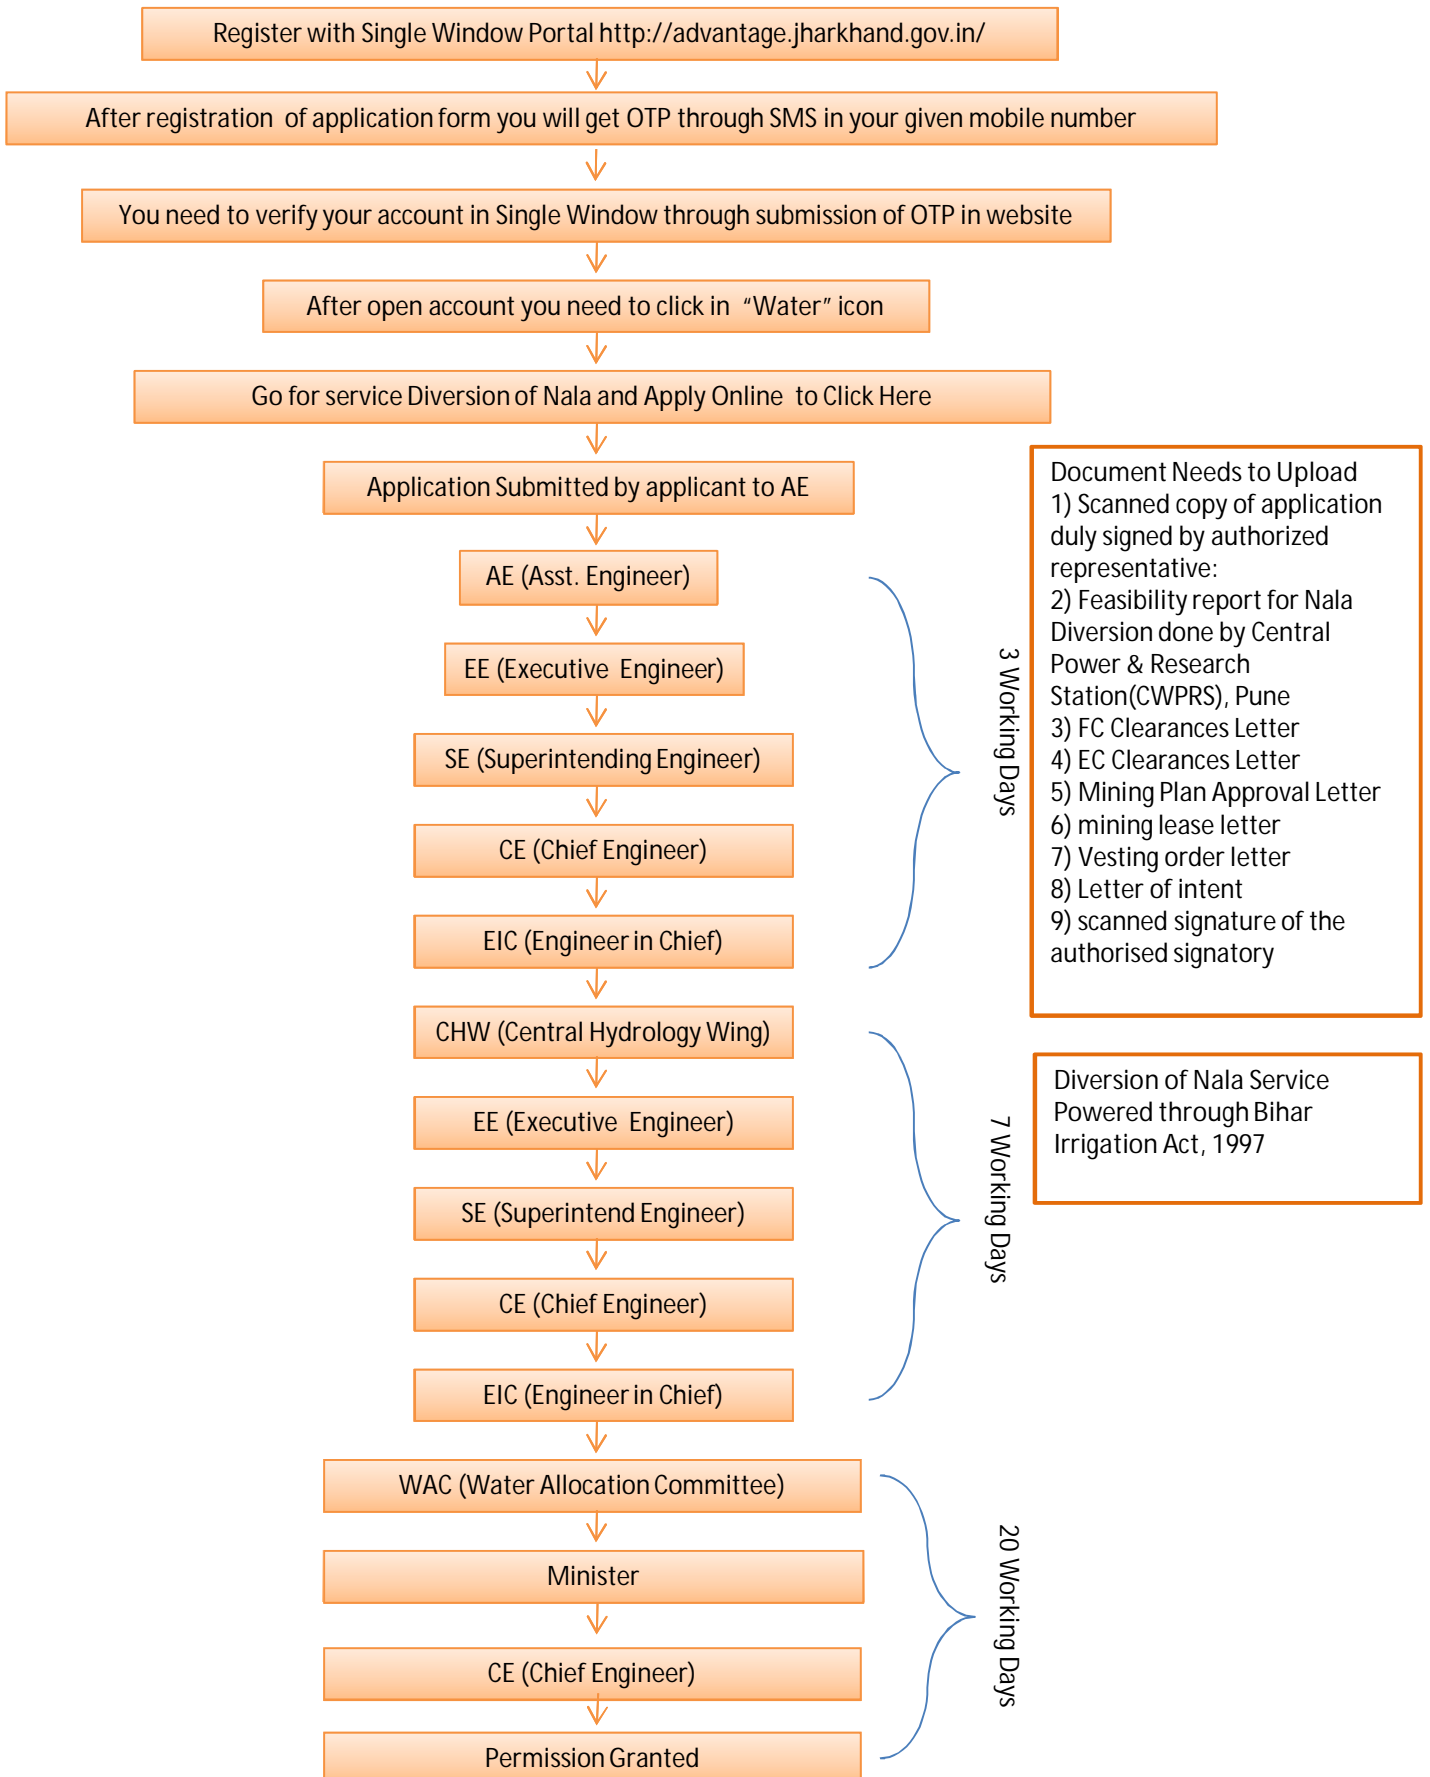 Register with Single Window Portal http://advantage.jharkhand.gov.in/
After registration of application form you will get OTP through SMS in your given mobile number
You need to verify your account in Single Window through submission of OTP in website
After open account you need to click in “Water” icon
Go for service Diversion of Nala and Apply Online to Click Here
Application Submitted by applicant to AE
AE (Asst. Engineer)
EE (Executive Engineer)
SE (Superintending Engineer)
CE (Chief Engineer)
EIC (Engineer in Chief)
3 Working Days
Document Needs to Upload
1) Scanned copy of application
duly signed by authorized
representative:
2) Feasibility report for Nala
Diversion done by Central
Power & Research
Station(CWPRS), Pune
3) FC Clearances Letter
4) EC Clearances Letter
5) Mining Plan Approval Letter
6) mining lease letter
7) Vesting order letter
8) Letter of intent
9) scanned signature of the
authorised signatory
CHW (Central Hydrology Wing)
EE (Executive Engineer)
SE (Superintend Engineer)
CE (Chief Engineer)
EIC (Engineer in Chief)
7 Working Days
Diversion of Nala Service
Powered through Bihar
Irrigation Act, 1997
WAC (Water Allocation Committee)
Minister
CE (Chief Engineer)
Permission Granted
20 Working Days